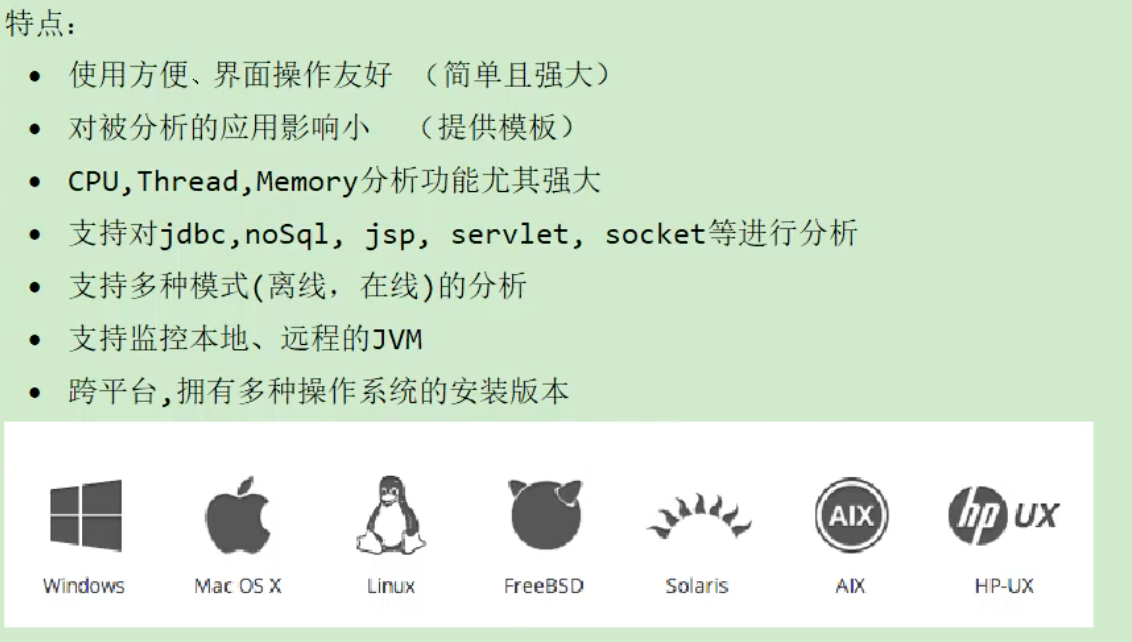 特点：
• 使用方便、界面操作友好 （简单且强大）
• 对被分析的应用影响小 （提供模板）
• CPU,Thread,Memory分析功能尤其强大
• 支持对jdbc,noSql, jsp, servlet, socket等进行分析
• 支持多种模式(离线，在线)的分析
• 支持监控本地、远程的JVM
• 跨平台,拥有多种操作系统的安装版本
AIX hp UX
Windows Mac OS X Linux FreeBSD Solaris AIX HP-UX